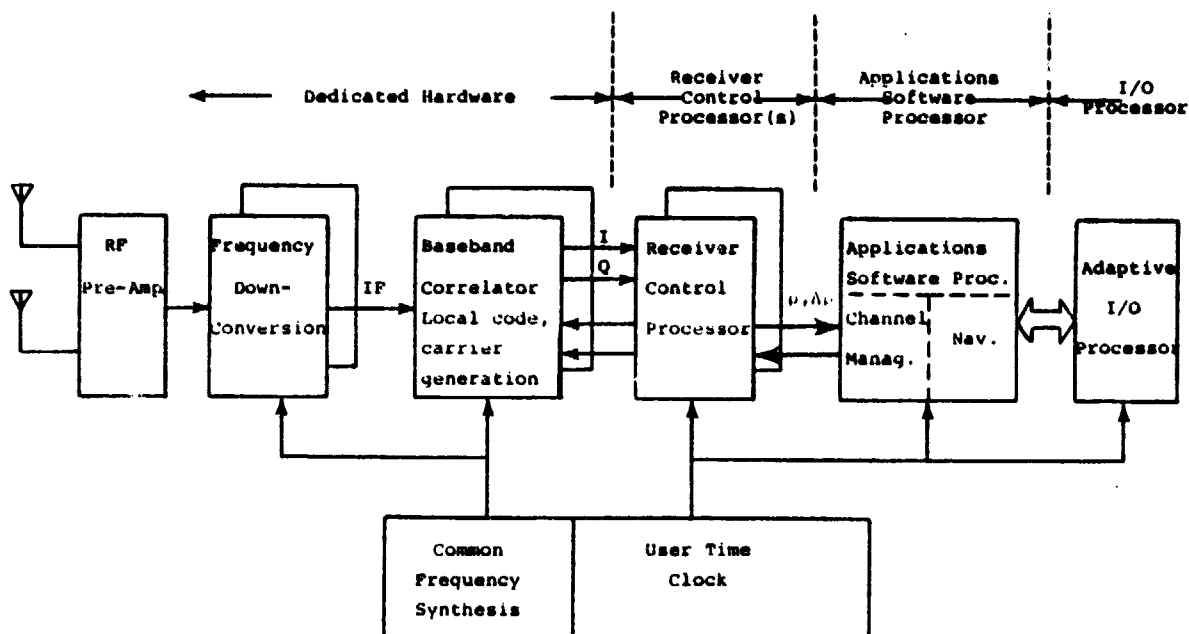 Dedicated Hardware
Receiver
Control
Processor(s)
Applications
Software
Processor
I/O
Processor
RF
Pre-Amp
Frequency
Down-
Conversion
IF
Baseband
Correlator
Local code,
carrier
generation
I
Q
Receiver
Control
Processor
Applications
Software Proc.
Channel
Manag.
Nav.
Adaptive
I/O
Processor
Common
Frequency
Synthesis
User Time
Clock